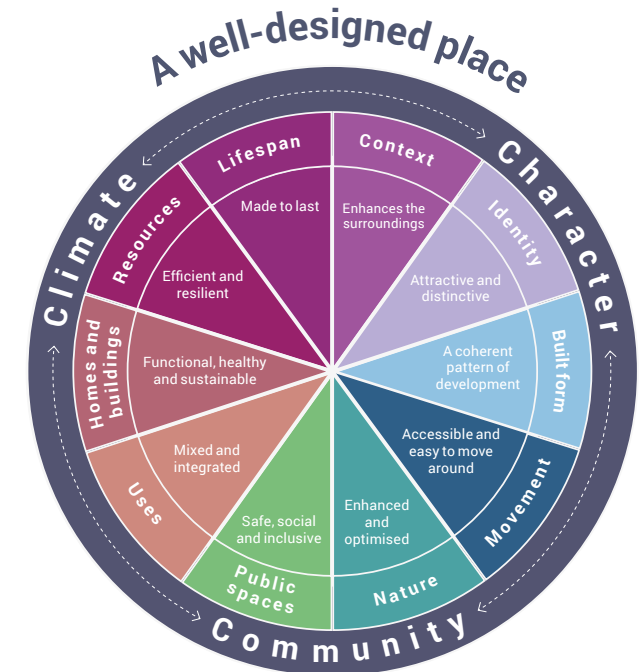 A well-designed place
Climate
Character
Community
Context
Enhances the
surroundings
Identity
Attractive and
distinctive
Built form
A coherent
pattern of
development
Movement
Accessible and
easy to move
around
Nature
Enhanced
and
optimised
Public
spaces
Safe, social
and inclusive
Uses
Mixed and
integrated
Homes and
buildings
Functional, healthy
and sustainable
Resources
Efficient and
resilient
Lifespan
Made to last